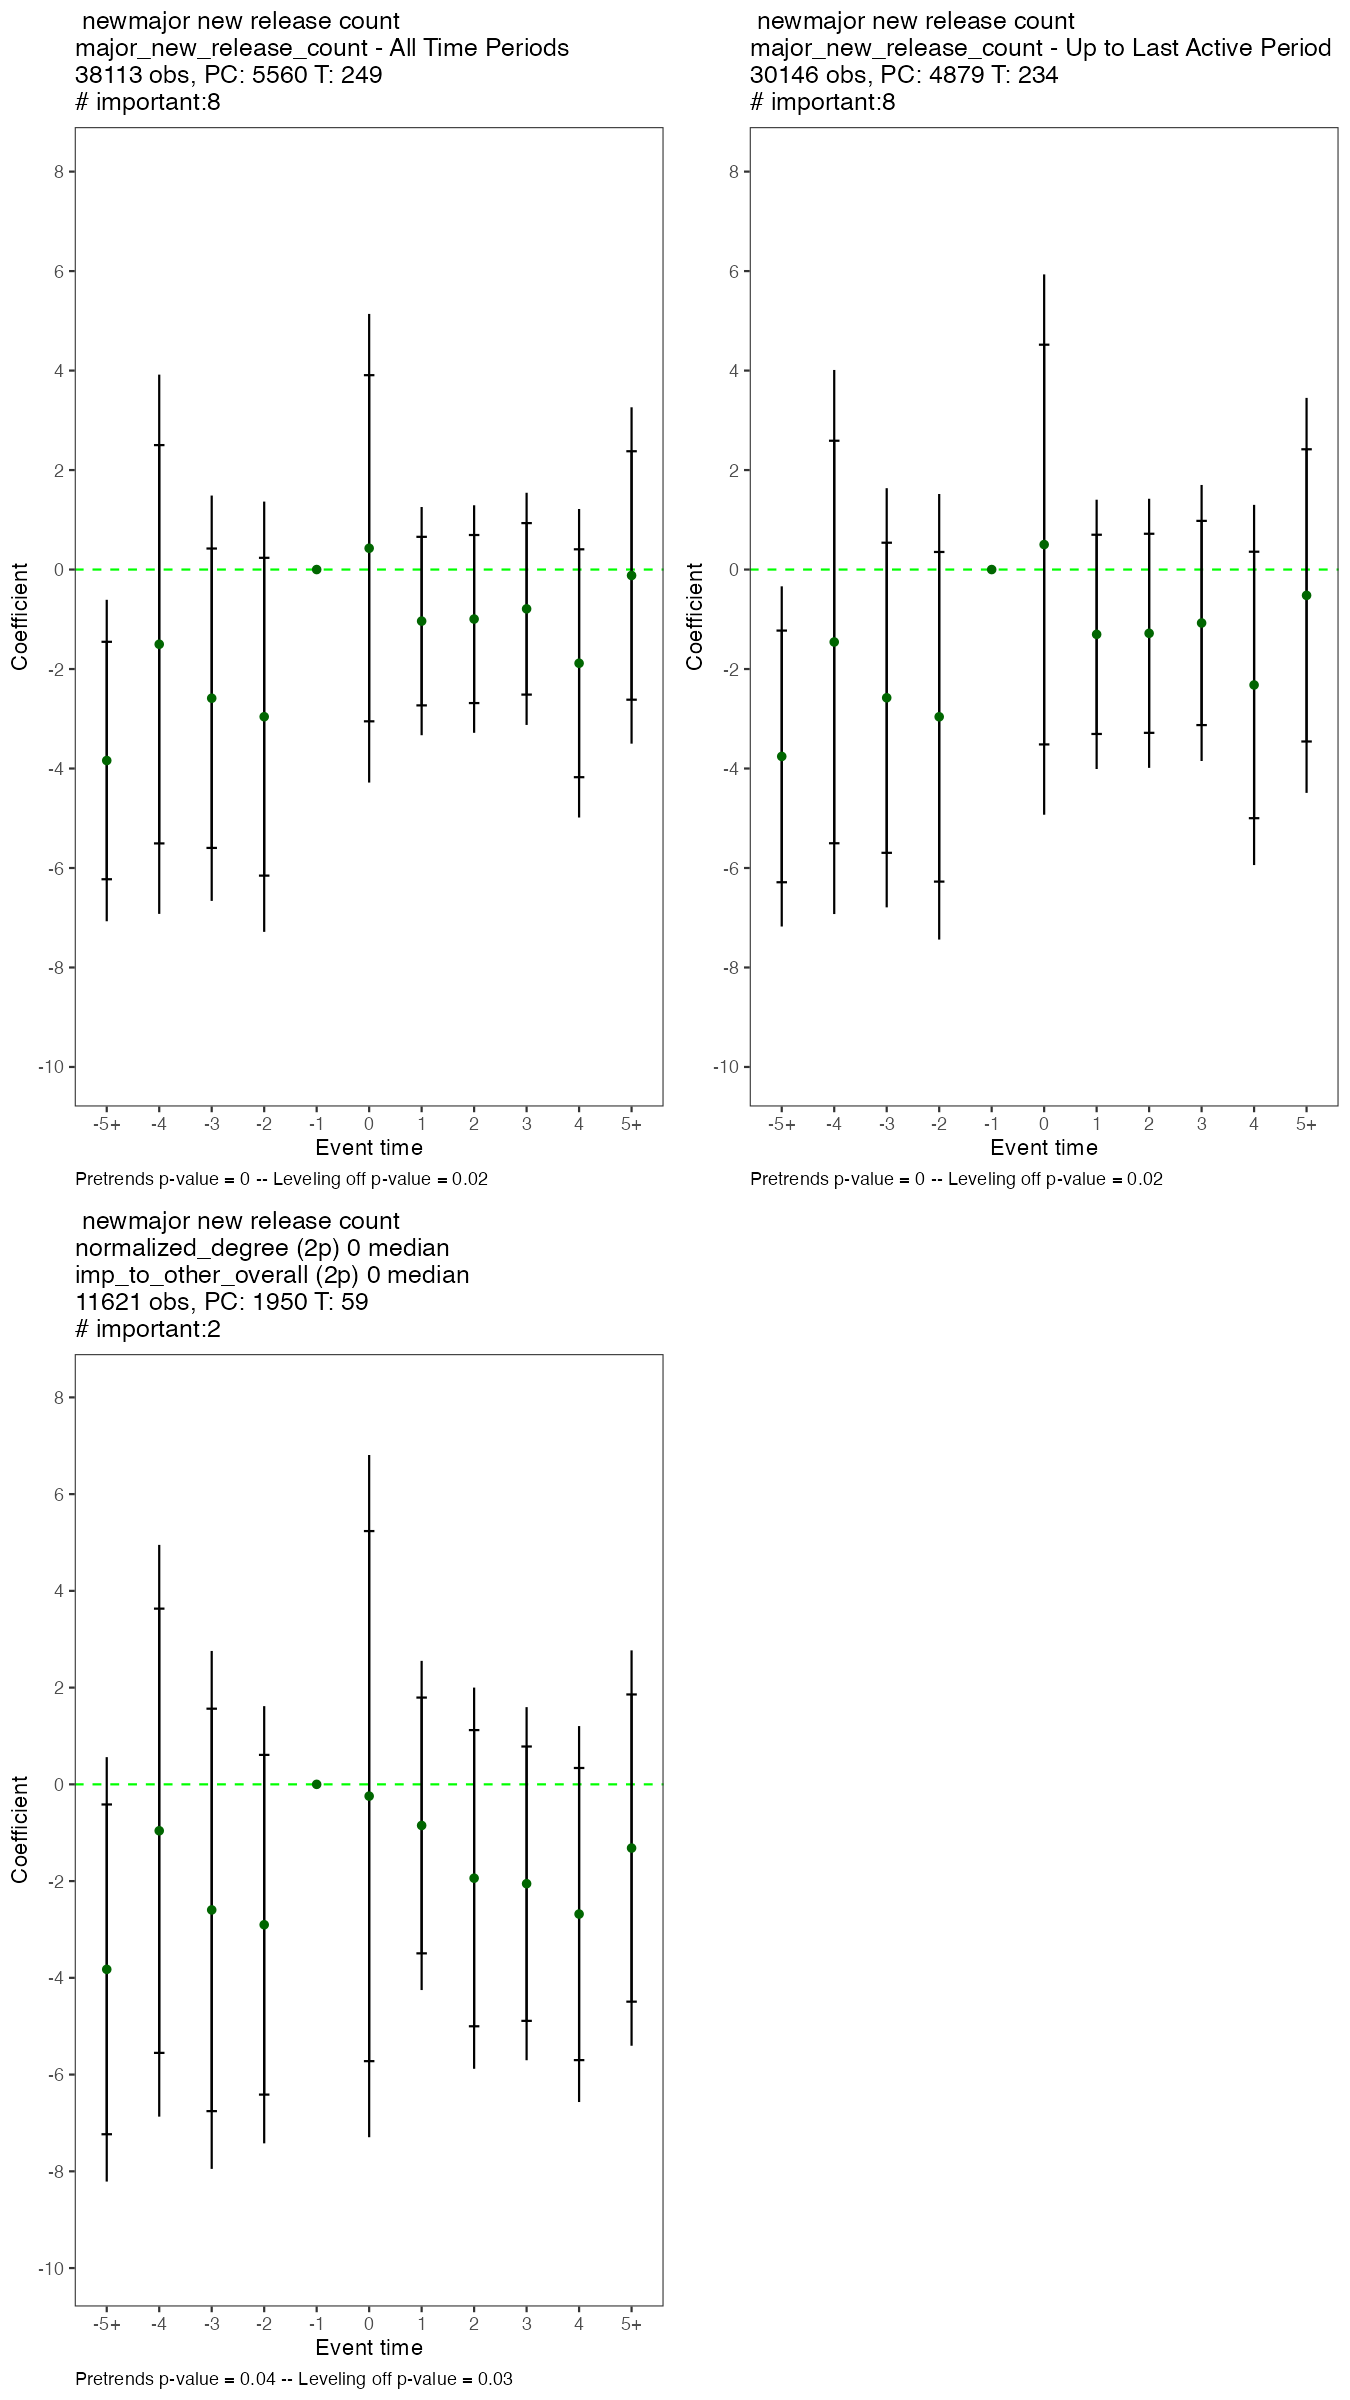 newmajor new release count
major_new_release_count - All Time Periods
38113 obs, PC: 5560 T: 249
# important:8
8
6
4
2
0
-2
-4
-6
-8
-10
Coefficient
-5+ -4 -3 -2 -1 0 1 2 3 4 5+
Event time
Pretrends p-value = 0 -- Leveling off p-value = 0.02
newmajor new release count
major_new_release_count - Up to Last Active Period
30146 obs, PC: 4879 T: 234
# important:8
8
6
4
2
0
-2
-4
-6
-8
-10
Coefficient
-5+ -4 -3 -2 -1 0 1 2 3 4 5+
Event time
Pretrends p-value = 0 -- Leveling off p-value = 0.02
newmajor new release count
normalized_degree (2p) 0 median
imp_to_other_overall (2p) 0 median
11621 obs, PC: 1950 T: 59
# important:2
8
6
4
2
0
-2
-4
-6
-8
-10
Coefficient
-5+ -4 -3 -2 -1 0 1 2 3 4 5+
Event time
Pretrends p-value = 0.04 -- Leveling off p-value = 0.03